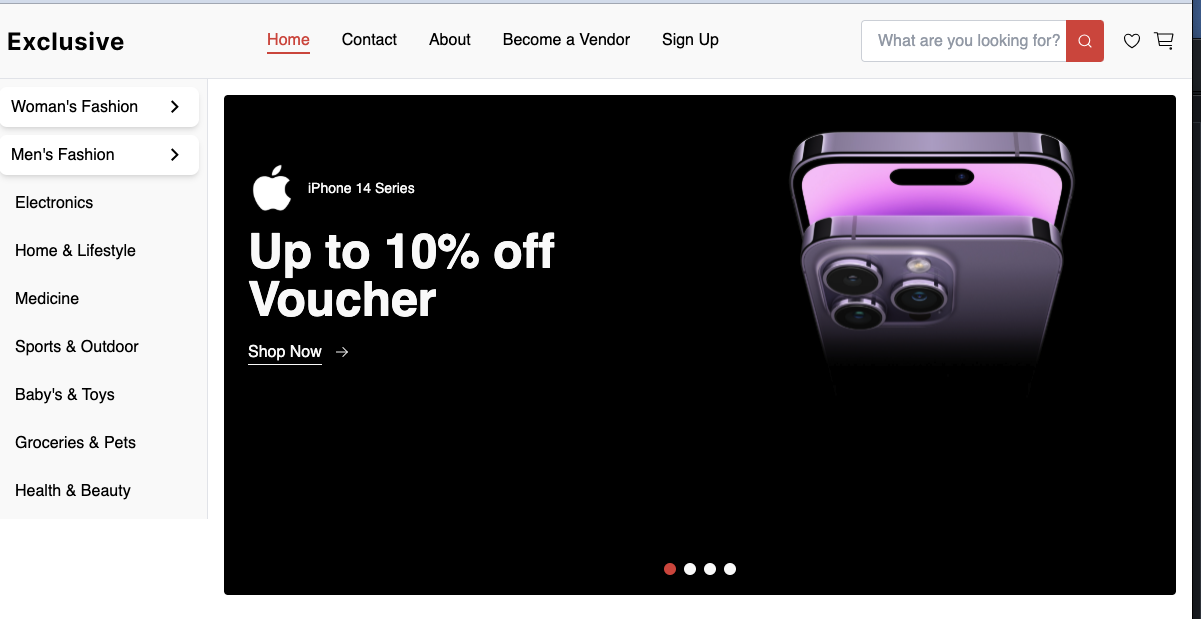 Exclusive
Home
Contact
About
Become a Vendor
Sign Up
What are you looking for?
Woman's Fashion
Men's Fashion
Electronics
Home & Lifestyle
Medicine
Sports & Outdoor
Baby's & Toys
Groceries & Pets
Health & Beauty
iPhone 14 Series
Up to 10% off
Voucher
Shop Now